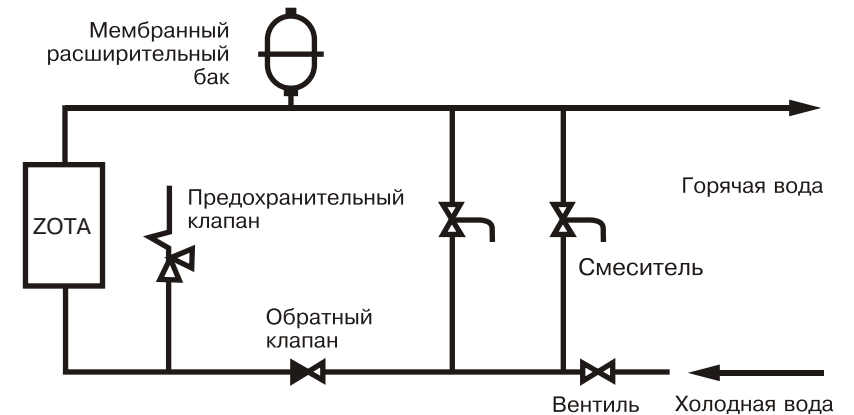 Мембранный
расширительный
бак
Горячая вода
Предохранительный
клапан
ZOTA
Смеситель
Обратный
клапан
Вентиль
Холодная вода